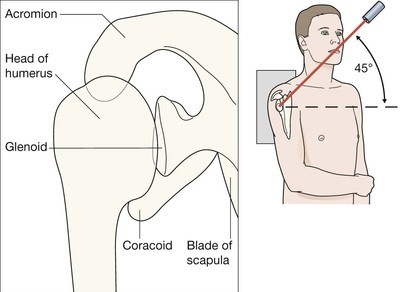 Acromion
Head of
humerus
Glenoid
Coracoid
Blade of
scapula
45°